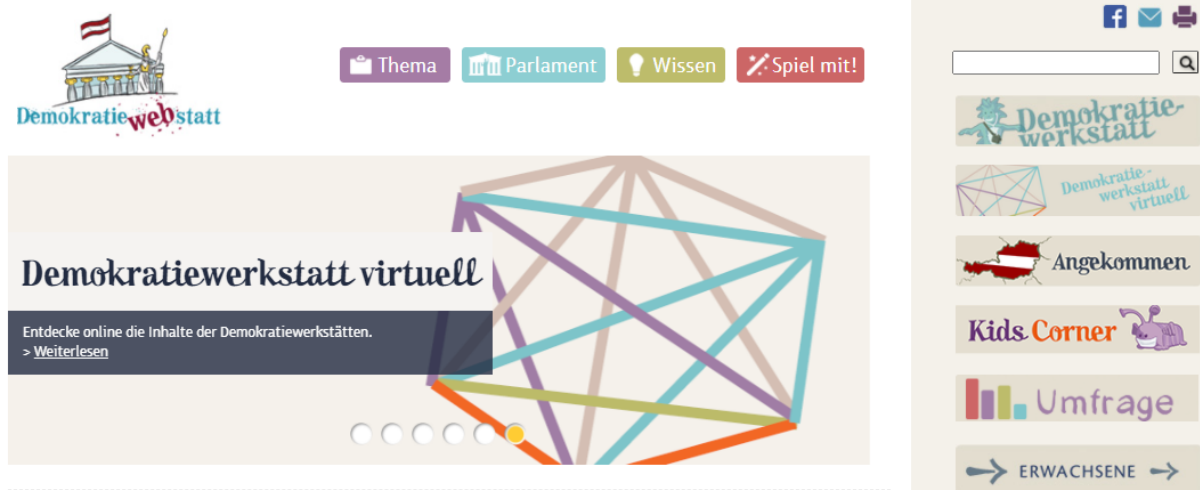 Demokratiewebstatt
Thema
Parlament
Wissen
Spiel mit!
Demokratiewerkstatt virtuell
Entdecke online die Inhalte der Demokratiewerkstätten.
> Weiterlesen
Demokratie-
werkstatt
Demokratie-
werkstatt
virtuell
Angekommen
Kids Corner
Umfrage
ERWACHSENE